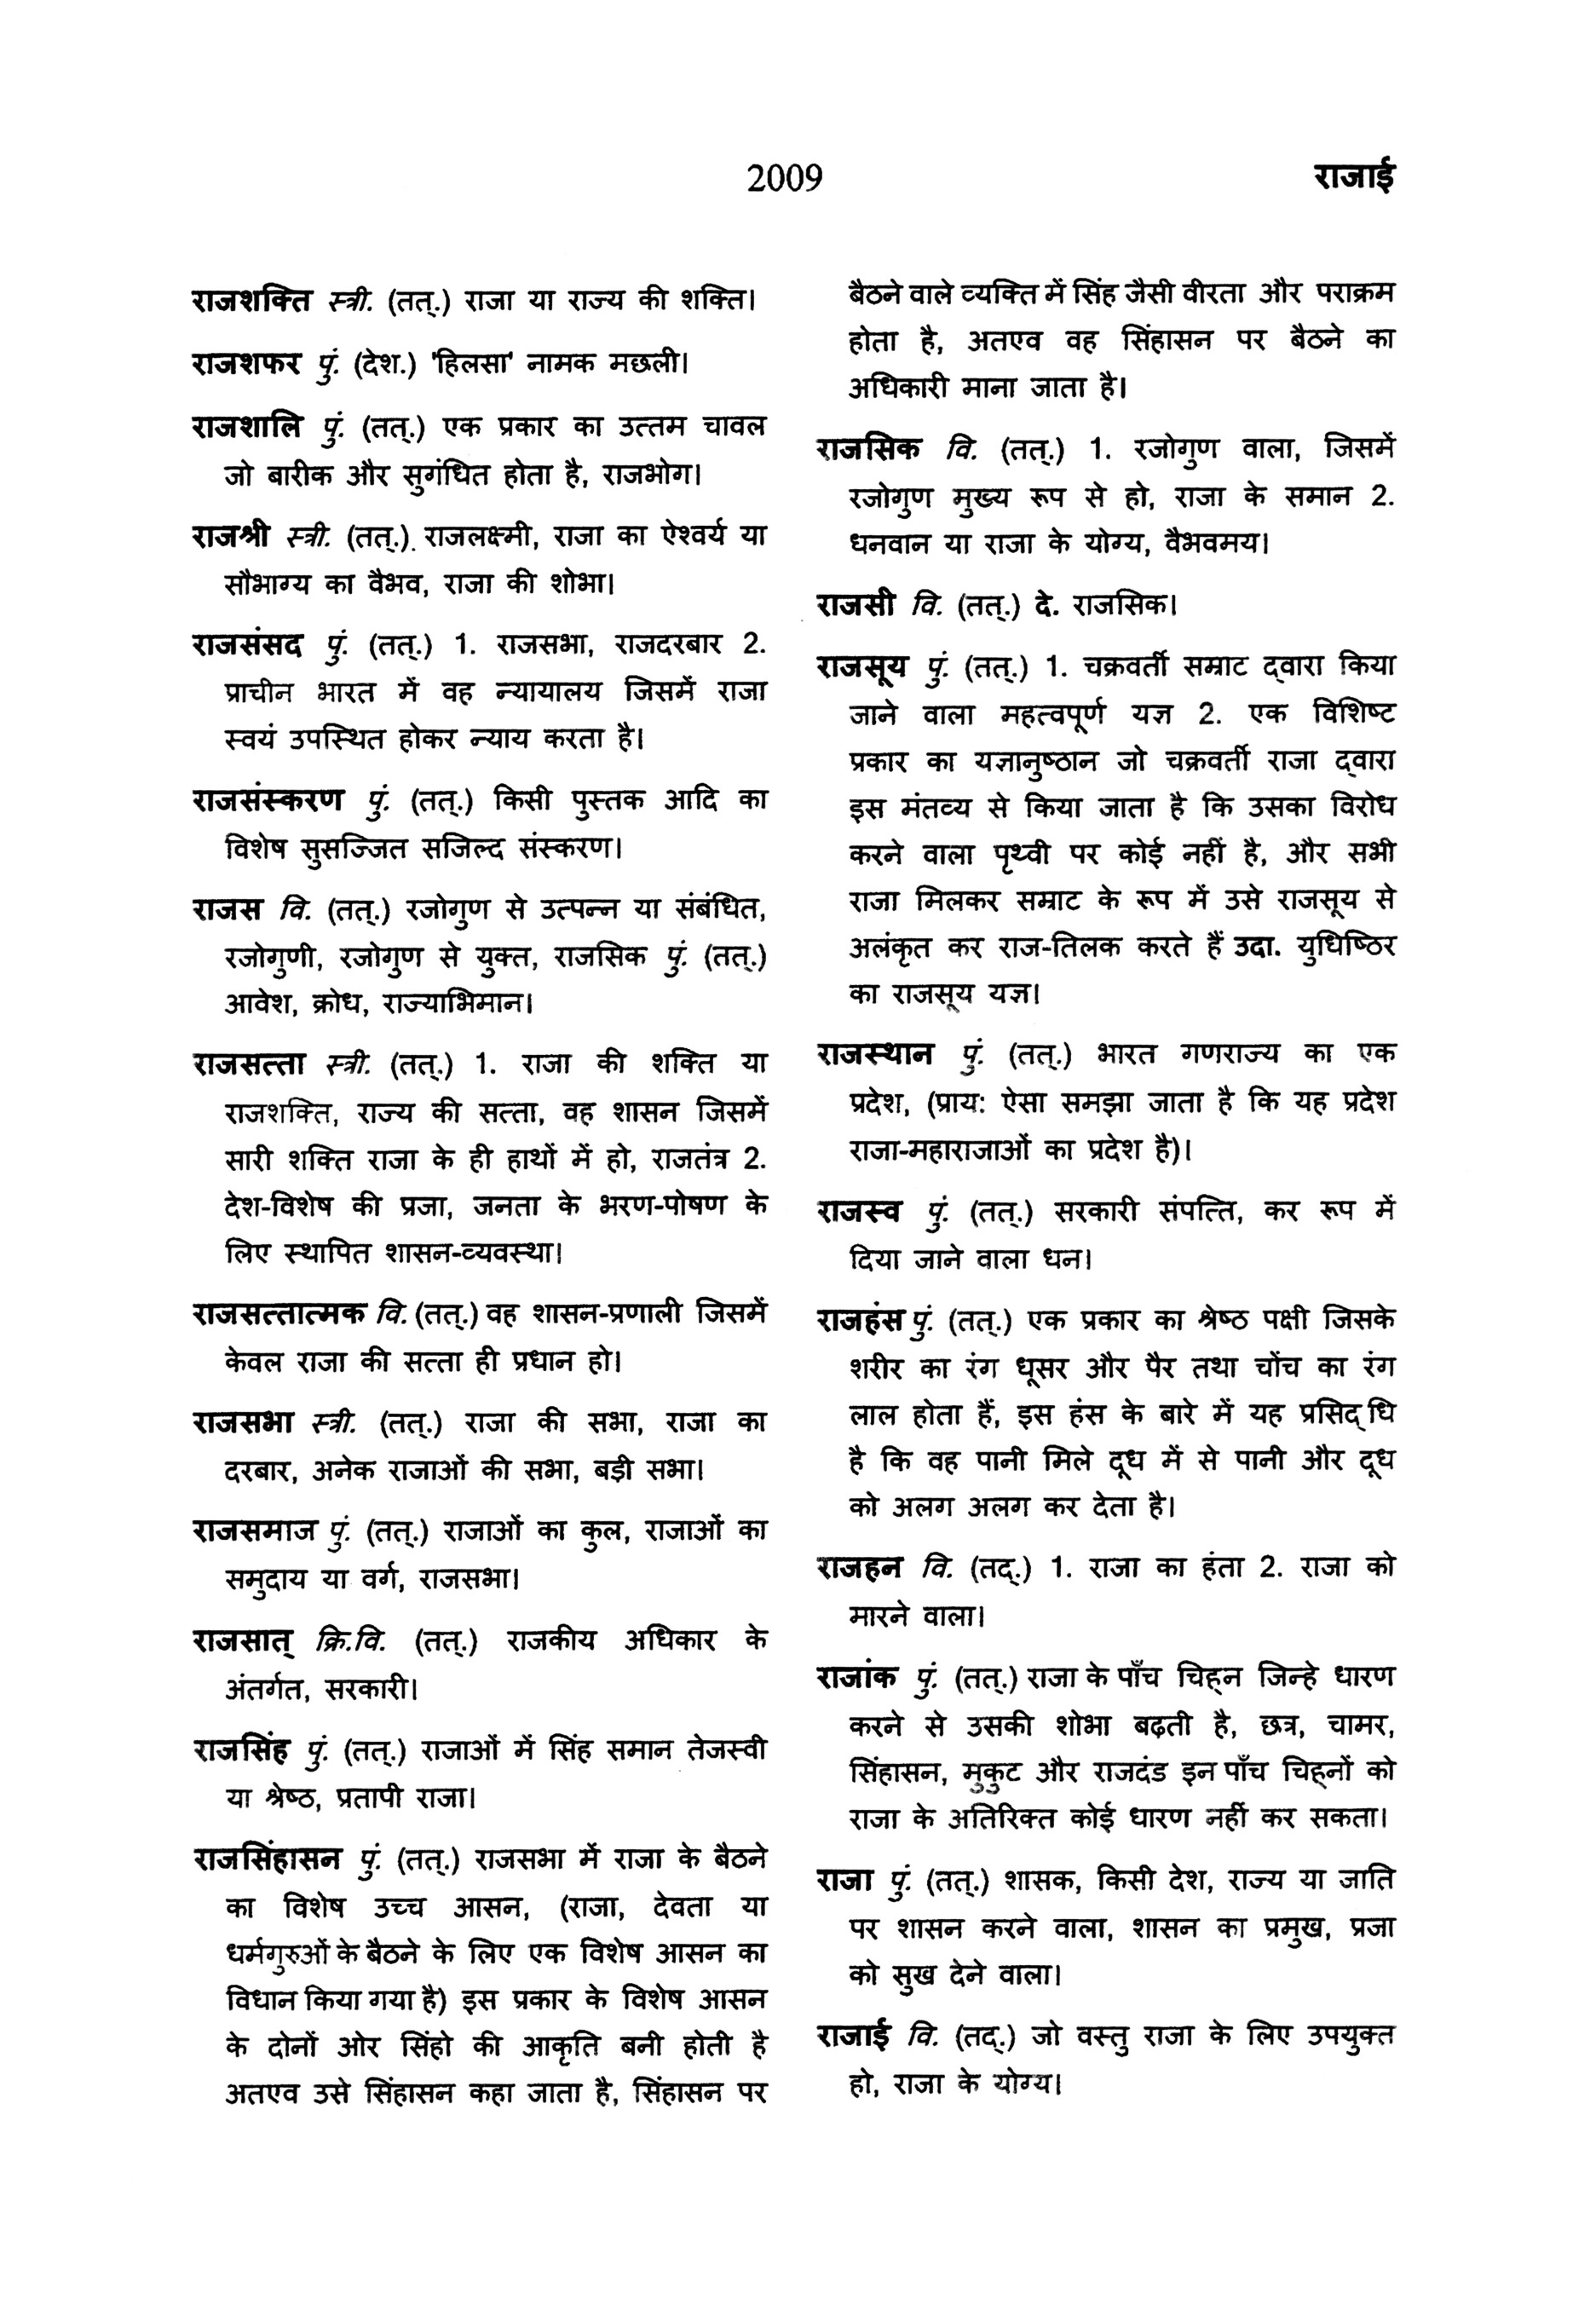 2009
राजाई
राजशक्ति स्त्री. (तत्.) राजा या राज्य की शक्ति।
राजशफर पुं. (देश.) 'हिलसा' नामक मछली।
राजशालि पुं. (तत्.) एक प्रकार का उत्तम चावल
जो बारीक और सुगंधित होता है, राजभोग।
राजश्री स्त्री. (तत्.). राजलक्ष्मी, राजा का ऐश्वर्य या
सौभाग्य का वैभव, राजा की शोभा।
राजसंसद पुं. (तत्.) 1. राजसभा, राजदरबार 2.
प्राचीन भारत में वह न्यायालय जिसमें राजा
स्वयं उपस्थित होकर न्याय करता है।
राजसंस्करण पुं. (तत्.) किसी पुस्तक आदि का
विशेष सुसज्जित सजिल्द संस्करण।
राजस वि. (तत्.) रजोगुण से उत्पन्न या संबंधित,
रजोगुणी, रजोगुण से युक्त, राजसिक पुं. (तत्.)
आवेश, क्रोध, राज्याभिमान।
राजसत्ता स्त्री. (तत्.) 1. राजा की शक्ति या
राजशक्ति, राज्य की सत्ता, वह शासन जिसमें
सारी शक्ति राजा के ही हाथों में हो, राजतंत्र 2.
देश-विशेष की प्रजा, जनता के भरण-पोषण के
लिए स्थापित शासन-व्यवस्था।
राजसत्तात्मक वि. (तत्.) वह शासन-प्रणाली जिसमें
केवल राजा की सत्ता ही प्रधान हो।
राजसभा स्त्री. (तत्.) राजा की सभा, राजा का
दरबार, अनेक राजाओं की सभा, बड़ी सभा।
राजसमाज पुं. (तत्.) राजाओं का कुल, राजाओं का
समुदाय या वर्ग, राजसभा।
राजसात् क्रि.वि. (तत्.) राजकीय अधिकार के
अंतर्गत, सरकारी।
राजसिंह पुं. (तत्.) राजाओं में सिंह समान तेजस्वी
या श्रेष्ठ, प्रतापी राजा।
राजसिंहासन पुं. (तत्.) राजसभा में राजा के बैठने
का विशेष उच्च आसन, (राजा, देवता या
धर्मगुरुओं के बैठने के लिए एक विशेष आसन का
विधान किया गया है) इस प्रकार के विशेष आसन
के दोनों ओर सिंहो की आकृति बनी होती है
अतएव उसे सिंहासन कहा जाता है, सिंहासन पर
बैठने वाले व्यक्ति में सिंह जैसी वीरता और पराक्रम
होता है, अतएव वह सिंहासन पर बैठने का
अधिकारी माना जाता है।
राजसिक वि. (तत्.) 1. रजोगुण वाला, जिसमें
रजोगुण मुख्य रूप से हो, राजा के समान 2.
धनवान या राजा के योग्य, वैभवमय।
राजसी वि. (तत्.) दे. राजसिक।
राजसूय पुं. (तत्.) 1. चक्रवर्ती सम्राट द्‌वारा किया
जाने वाला महत्वपूर्ण यज्ञ 2. एक विशिष्ट
प्रकार का यज्ञानुष्ठान जो चक्रवर्ती राजा द्‌वारा
इस मंतव्य से किया जाता है कि उसका विरोध
करने वाला पृथ्वी पर कोई नहीं है, और सभी
राजा मिलकर सम्राट के रूप में उसे राजसूय से
अलंकृत कर राज-तिलक करते हैं उदा. युधिष्ठिर
का राजसूय यज्ञ।
राजस्थान पुं. (तत्.) भारत गणराज्य का एक
प्रदेश, (प्राय: ऐसा समझा जाता है कि यह प्रदेश
राजा-महाराजाओं का प्रदेश है)।
राजस्व पुं. (तत्.) सरकारी संपत्ति, कर रूप में
दिया जाने वाला धन।
राजहंस पुं. (तत्.) एक प्रकार का श्रेष्ठ पक्षी जिसके
शरीर का रंग धूसर और पैर तथा चोंच का रंग
लाल होता हैं, इस हंस के बारे में यह प्रसिद्‌धि
है कि वह पानी मिले दूध में से पानी और दूध
को अलग अलग कर देता है।
राजहन वि. (तद्.) 1. राजा का हंता 2. राजा को
मारने वाला।
राजांक पुं. (तत्.) राजा के पाँच चिह्‌न जिन्हे धारण
करने से उसकी शोभा बढ़ती है, छत्र, चामर,
सिंहासन, मुकुट और राजदंड इन पाँच चिह्‌नों को
राजा के अतिरिक्त कोई धारण नहीं कर सकता।
राजा पुं. (तत्.) शासक, किसी देश, राज्य या जाति
पर शासन करने वाला, शासन का प्रमुख, प्रजा
को सुख देने वाला।
राजाई वि. (तद्.) जो वस्तु राजा के लिए उपयुक्त
हो, राजा के योग्य।